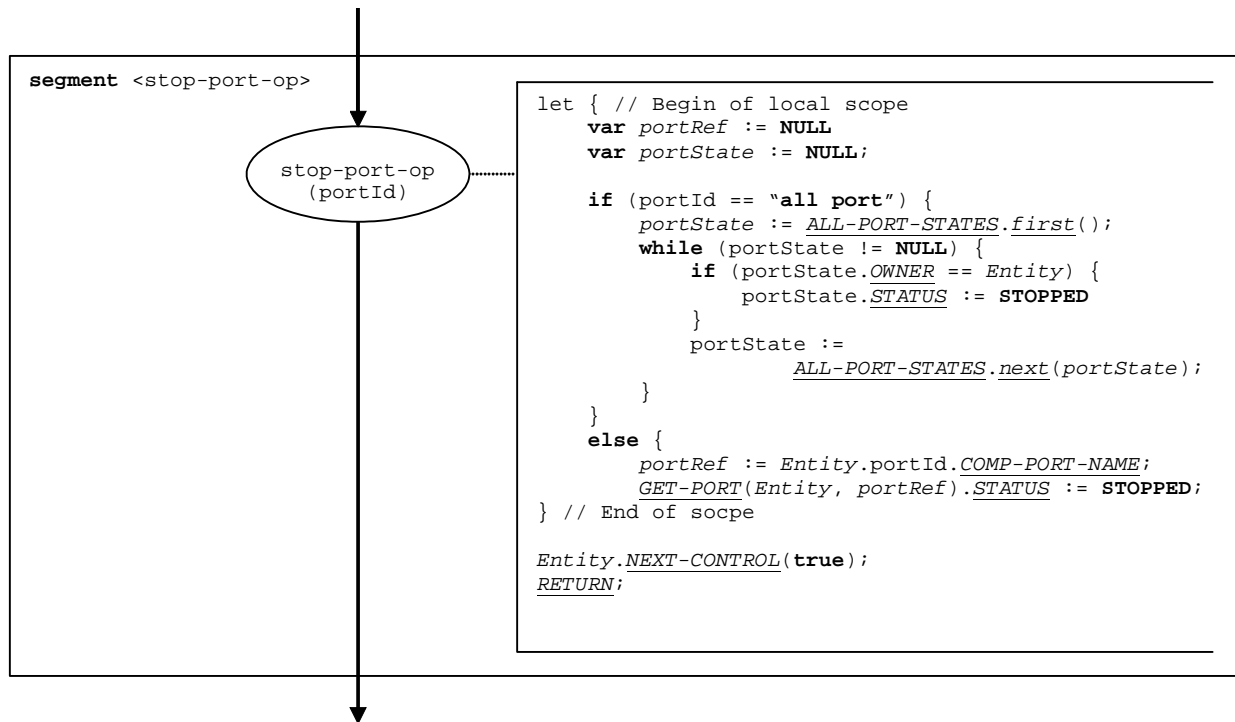 segment <stop-port-op>
stop-port-op
(portId)
let { // Begin of local scope
var portRef := NULL
var portState := NULL;
if (portId == “all port”) {
portState := ALL-PORT-STATES.first();
while (portState != NULL) {
if (portState.OWNER == Entity) {
portState.STATUS := STOPPED
}
portState :=
ALL-PORT-STATES.next(portState);
}
}
else {
portRef := Entity.portId.COMP-PORT-NAME;
GET-PORT(Entity, portRef).STATUS := STOPPED;
} // End of socpe
Entity.NEXT-CONTROL(true);
RETURN;